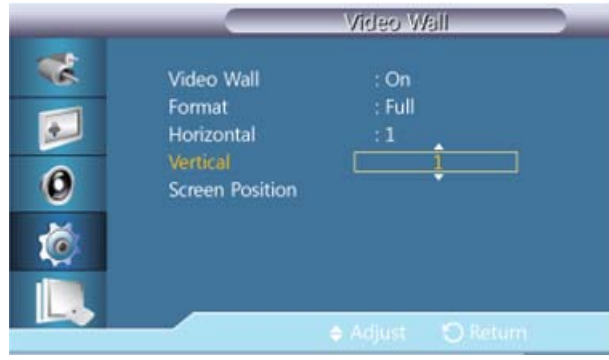 Video Wall
Video Wall : On
Format : Full
Horizontal : 1
Vertical 1
Screen Position
Adjust Return